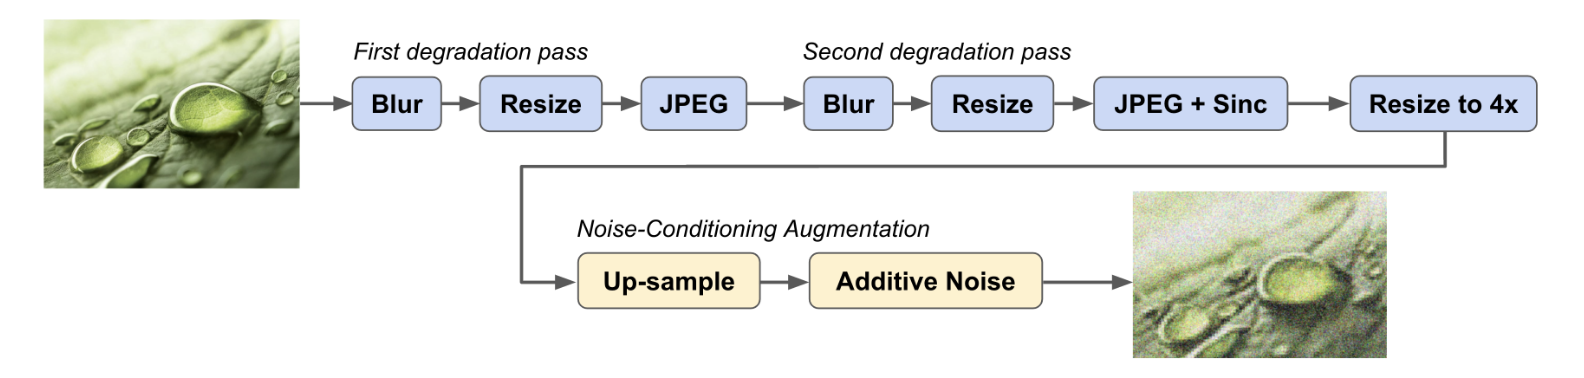 First degradation pass
Second degradation pass
Blur
Resize
JPEG
Blur
Resize
JPEG + Sinc
Resize to 4x
Noise-Conditioning Augmentation
Up-sample
Additive Noise